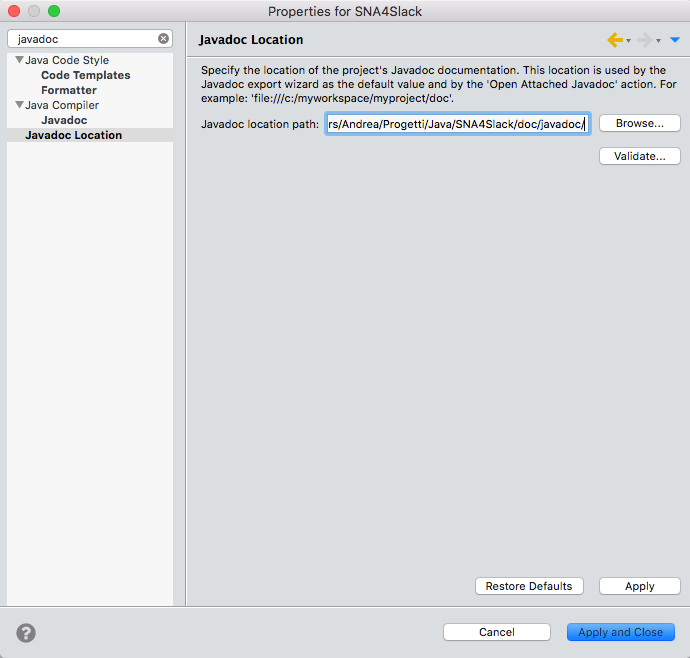 Properties for SNA4Slack
javadoc
Java Code Style
Code Templates
Formatter
Java Compiler
Javadoc
Javadoc Location
Javadoc Location
Specify the location of the project's Javadoc documentation. This location is used by the
Javadoc export wizard as the default value and by the 'Open Attached Javadoc' action. For
example: 'file:///c:/myworkspace/myproject/doc'.
Javadoc location path: rs/Andrea/Progetti/Java/SNA4Slack/doc/javadoc/ Browse...
Validate...
Restore Defaults Apply
? Cancel Apply and Close